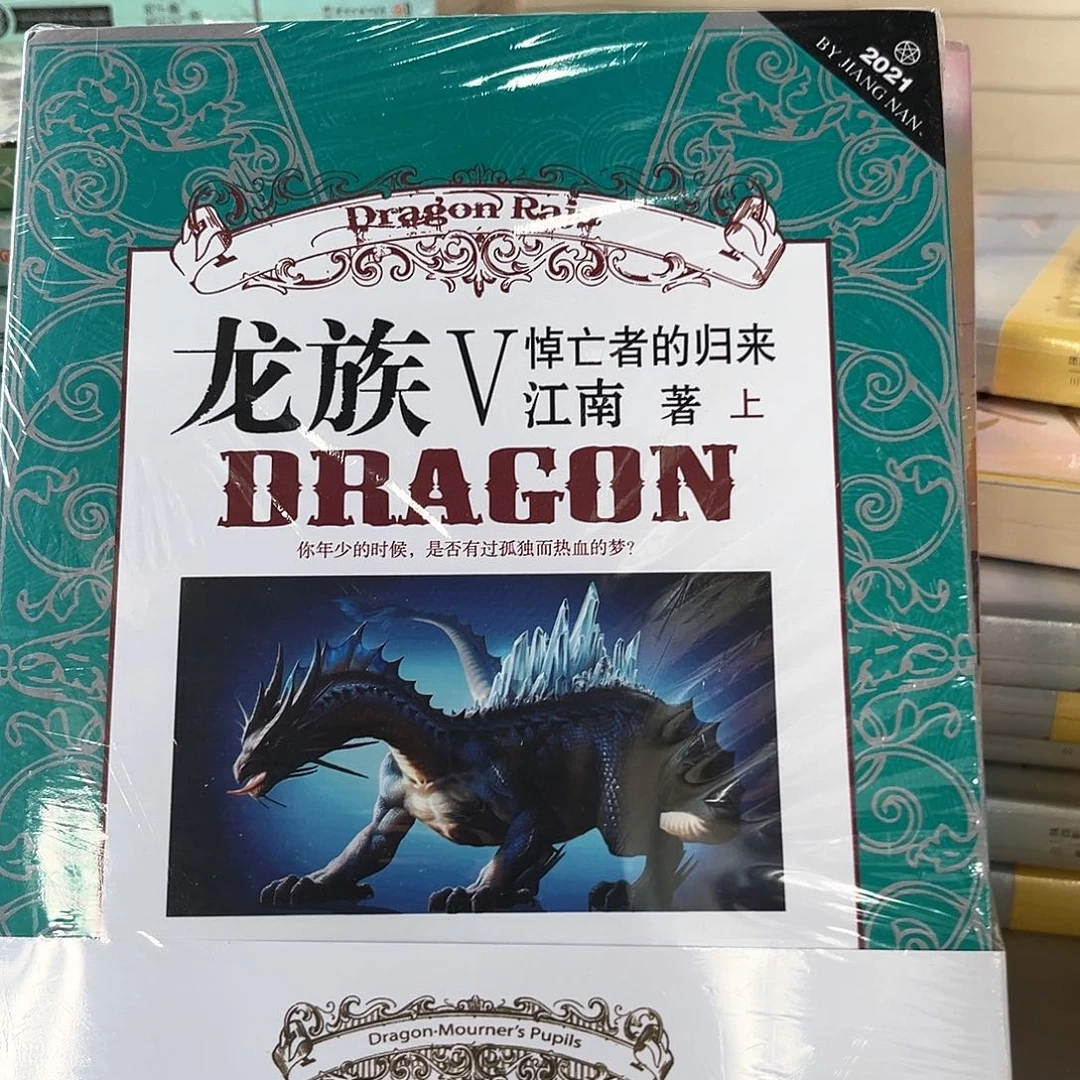 2021
BY JIANG NAN.
Dragon Raja
龙族 V 悼亡者的归来
江南 著 上
DRAGON
你年少的时候，是否有过孤独而热血的梦？
Dragon·Mourner's Pupils